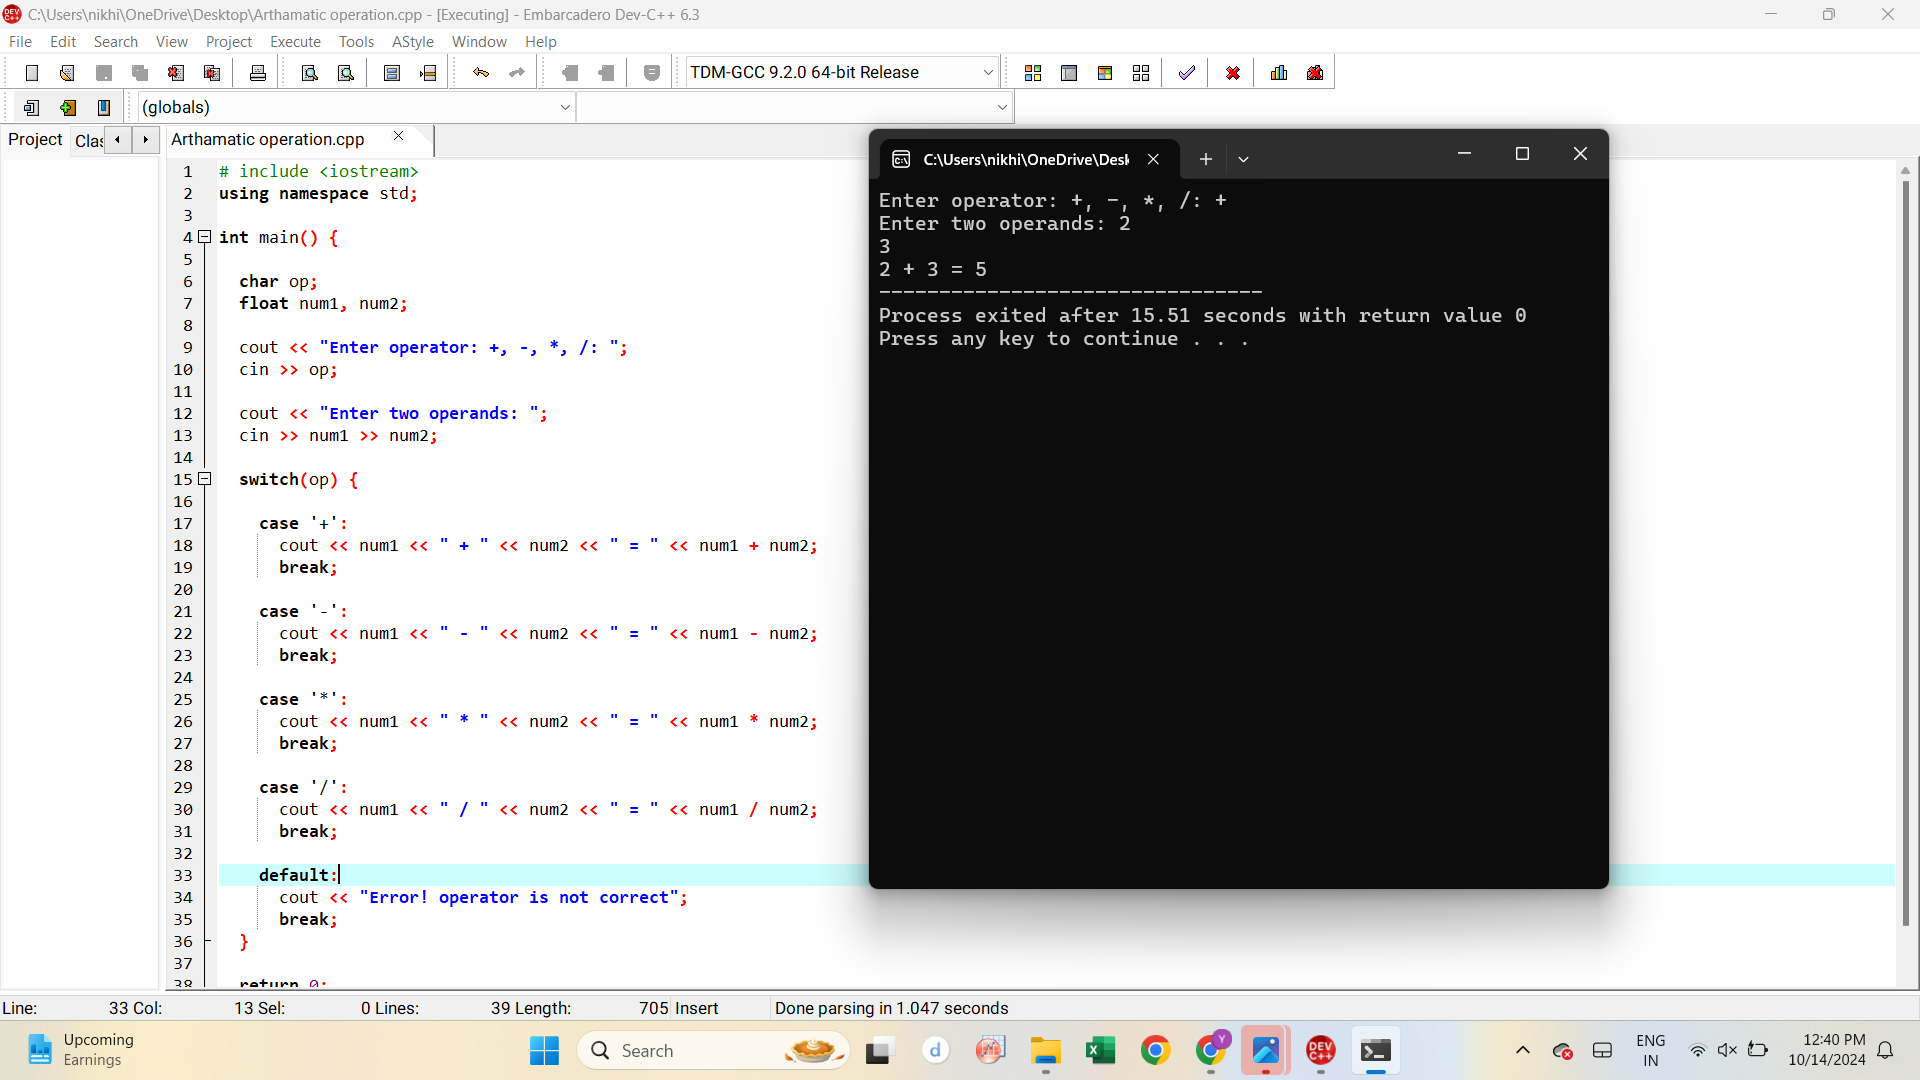 C:\Users\nikhi\OneDrive\Desktop\Arthamatic operation.cpp - [Executing] - Embarcadero Dev-C++ 6.3
File Edit Search View Project Execute Tools AStyle Window Help
TDM-GCC 9.2.0 64-bit Release
(globals)
Project Clas
Arthamatic operation.cpp
1 # include <iostream>
2 using namespace std;
3
4 int main() {
5
6 char op;
7 float num1, num2;
8
9 cout << "Enter operator: +, -, *, /: ";
10 cin >> op;
11
12 cout << "Enter two operands: ";
13 cin >> num1 >> num2;
14
15 switch(op) {
16
17 case '+':
18 cout << num1 << " + " << num2 << " = " << num1 + num2;
19 break;
20
21 case '-':
22 cout << num1 << " - " << num2 << " = " << num1 - num2;
23 break;
24
25 case '*':
26 cout << num1 << " * " << num2 << " = " << num1 * num2;
27 break;
28
29 case '/':
30 cout << num1 << " / " << num2 << " = " << num1 / num2;
31 break;
32
33 default:
34 cout << "Error! operator is not correct";
35 break;
36 }
37
38 return 0;
C:\Users\nikhi\OneDrive\Desk
Enter operator: +, -, *, /: +
Enter two operands: 2
3
2 + 3 = 5
--------------------------------
Process exited after 15.51 seconds with return value 0
Press any key to continue . . .
Line: 33 Col: 13 Sel: 0 Lines: 39 Length: 705 Insert Done parsing in 1.047 seconds
Upcoming
Earnings
Search
DEV C++
ENG
IN
12:40 PM
10/14/2024